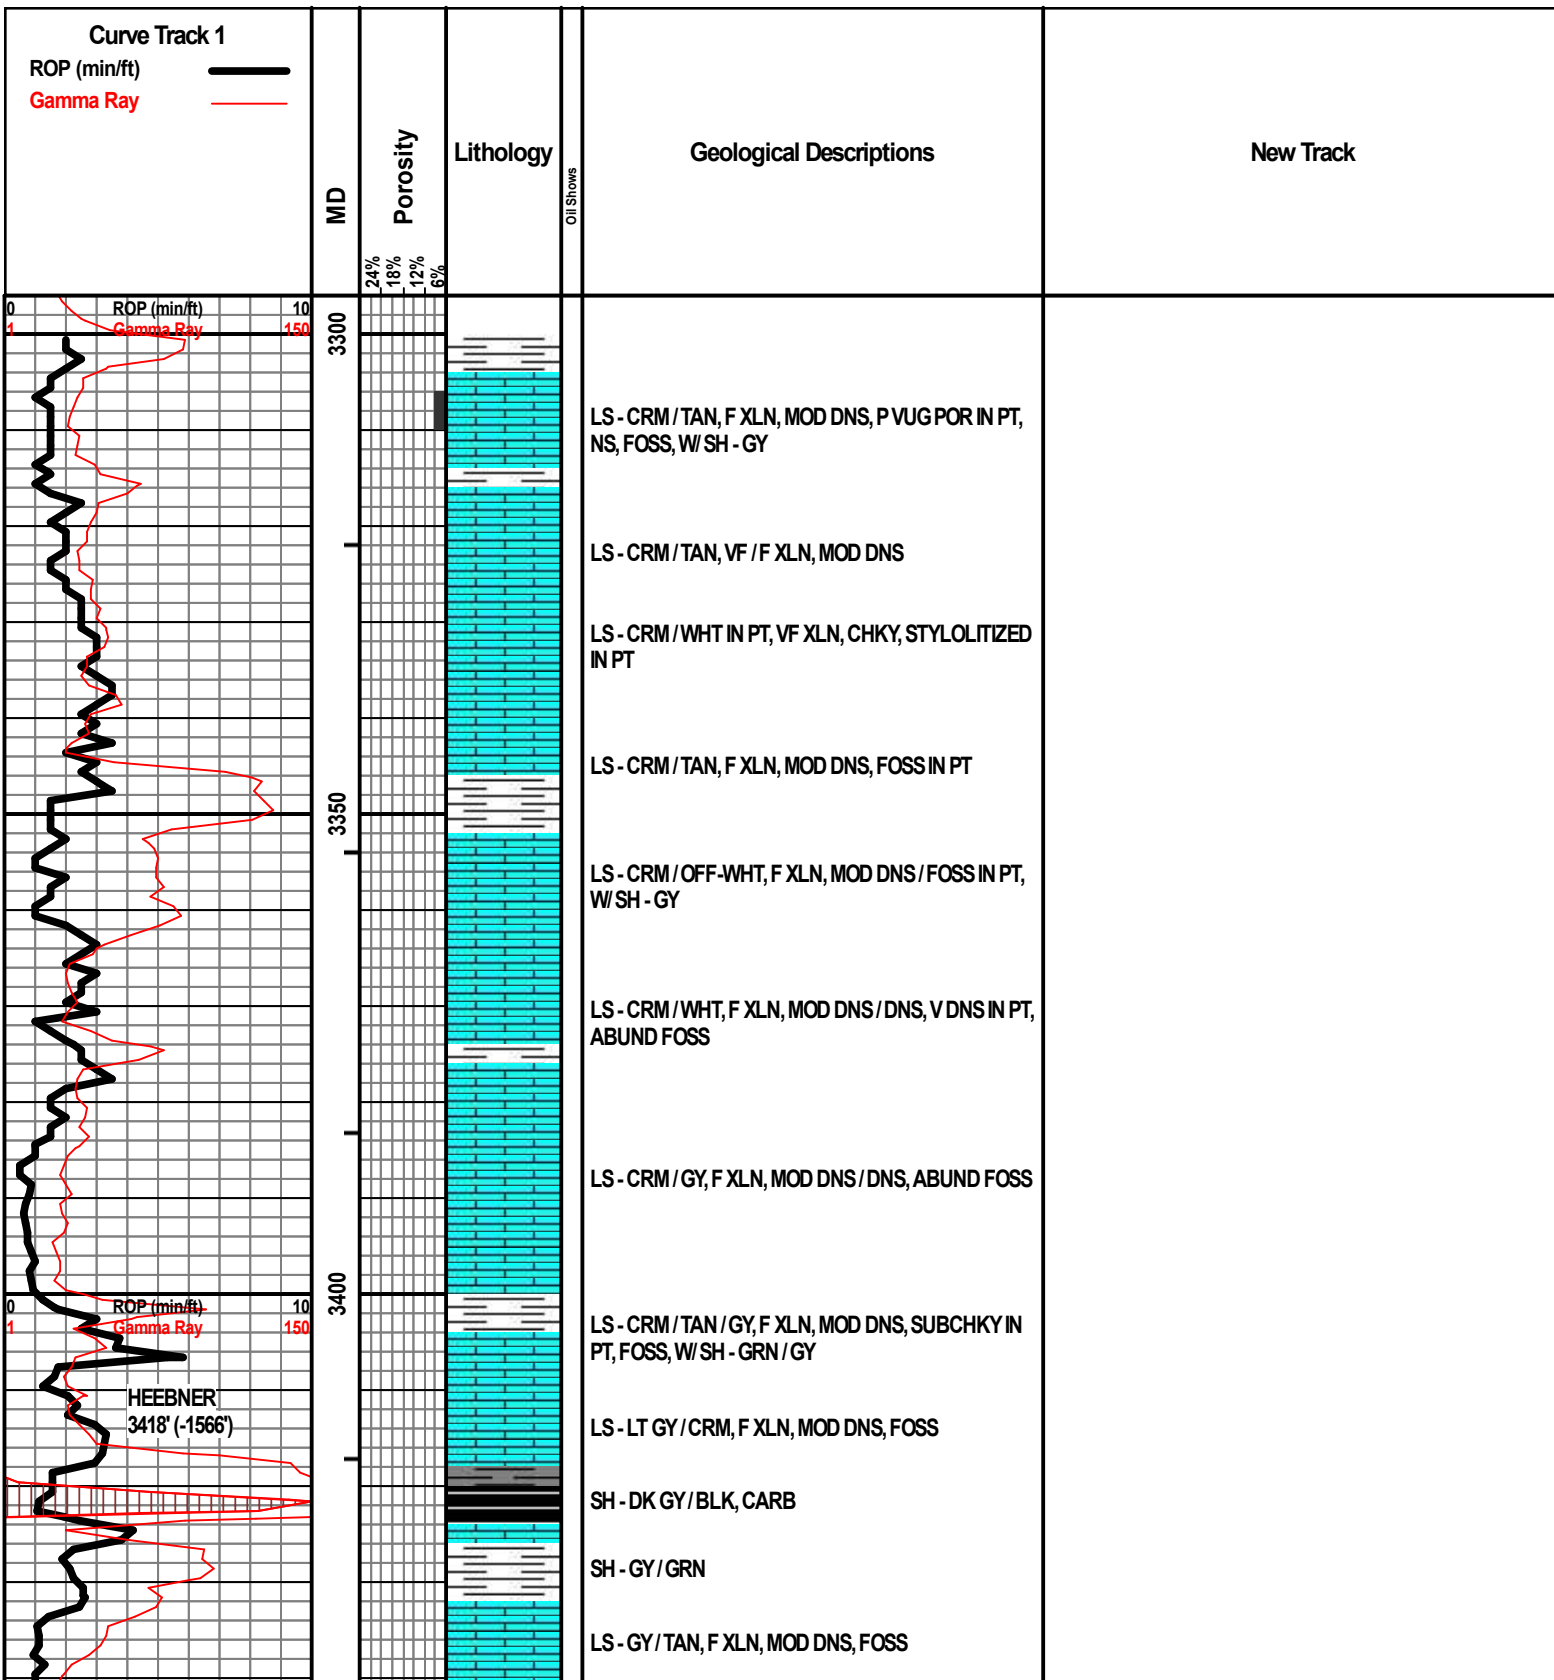 Curve Track 1
ROP (min/ft)
Gamma Ray
MD
Porosity
24%
18%
12%
6%
Lithology
Oil Shows
Geological Descriptions
New Track
0 ROP (min/ft) 10
1 Gamma Ray 150
3300
LS - CRM / TAN, F XLN, MOD DNS, P VUG POR IN PT,
NS, FOSS, W/ SH - GY
LS - CRM / TAN, VF / F XLN, MOD DNS
LS - CRM / WHT IN PT, VF XLN, CHKY, STYLOLITIZED
IN PT
LS - CRM / TAN, F XLN, MOD DNS, FOSS IN PT
3350
LS - CRM / OFF-WHT, F XLN, MOD DNS / FOSS IN PT,
W/ SH - GY
LS - CRM / WHT, F XLN, MOD DNS / DNS, V DNS IN PT,
ABUND FOSS
LS - CRM / GY, F XLN, MOD DNS / DNS, ABUND FOSS
3400
0 ROP (min/ft) 10
1 Gamma Ray 150
LS - CRM / TAN / GY, F XLN, MOD DNS, SUBCHKY IN
PT, FOSS, W/ SH - GRN / GY
HEEBNER
3418' (-1566')
LS - LT GY / CRM, F XLN, MOD DNS, FOSS
SH - DK GY / BLK, CARB
SH - GY / GRN
LS - GY / TAN, F XLN, MOD DNS, FOSS